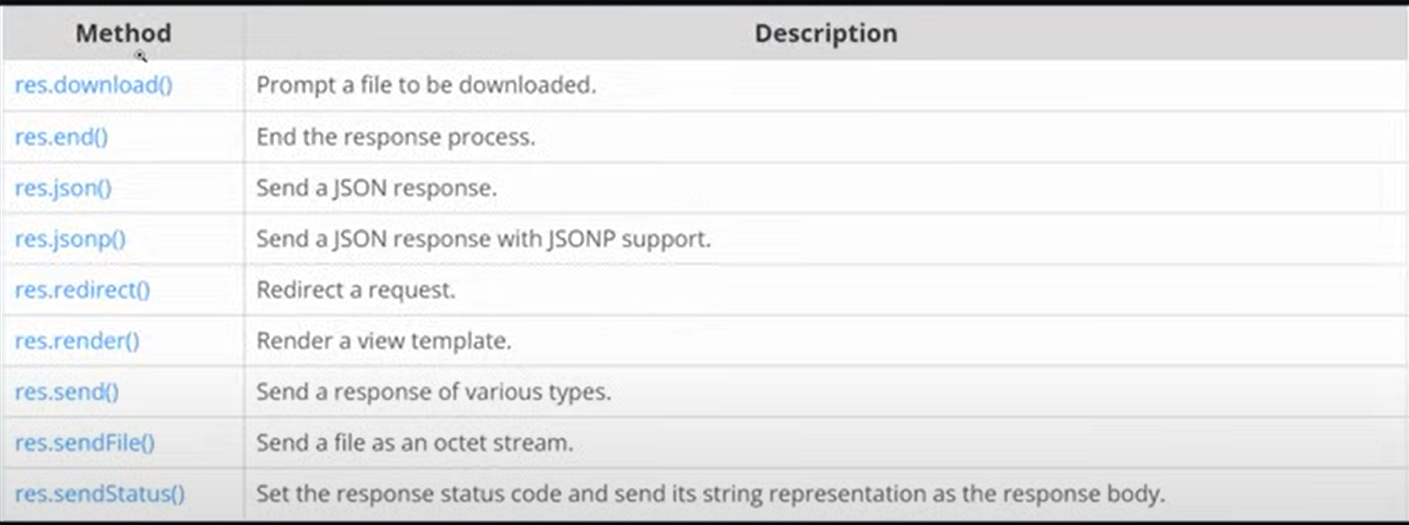 Method Description
res.download() Prompt a file to be downloaded.
res.end() End the response process.
res.json() Send a JSON response.
res.jsonp() Send a JSON response with JSONP support.
res.redirect() Redirect a request.
res.render() Render a view template.
res.send() Send a response of various types.
res.sendFile() Send a file as an octet stream.
res.sendStatus() Set the response status code and send its string representation as the response body.